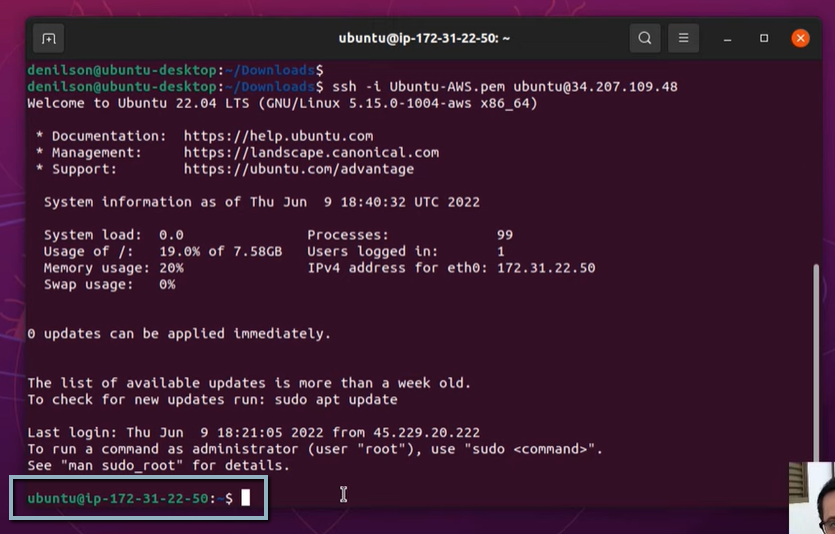 ubuntu@ip-172-31-22-50: ~
denilson@ubuntu-desktop:~/Downloads$
denilson@ubuntu-desktop:~/Downloads$ ssh -i Ubuntu-AWS.pem ubuntu@34.207.109.48
Welcome to Ubuntu 22.04 LTS (GNU/Linux 5.15.0-1004-aws x86_64)
* Documentation: https://help.ubuntu.com
* Management: https://landscape.canonical.com
* Support: https://ubuntu.com/advantage
System information as of Thu Jun 9 18:40:32 UTC 2022
System load: 0.0 Processes: 99
Usage of /: 19.0% of 7.58GB Users logged in: 1
Memory usage: 20% IPv4 address for eth0: 172.31.22.50
Swap usage: 0%
0 updates can be applied immediately.
The list of available updates is more than a week old.
To check for new updates run: sudo apt update
Last login: Thu Jun 9 18:21:05 2022 from 45.229.20.222
To run a command as administrator (user "root"), use "sudo <command>".
See "man sudo_root" for details.
ubuntu@ip-172-31-22-50:~$